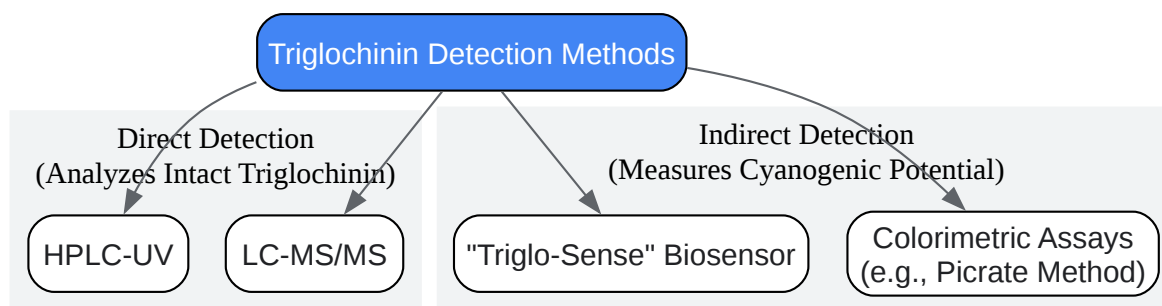 Triglochinin Detection Methods
Direct Detection
(Analyzes Intact Triglochinin)
Indirect Detection
(Measures Cyanogenic Potential)
HPLC-UV
LC-MS/MS
"Triglo-Sense" Biosensor
Colorimetric Assays
(e.g., Picrate Method)